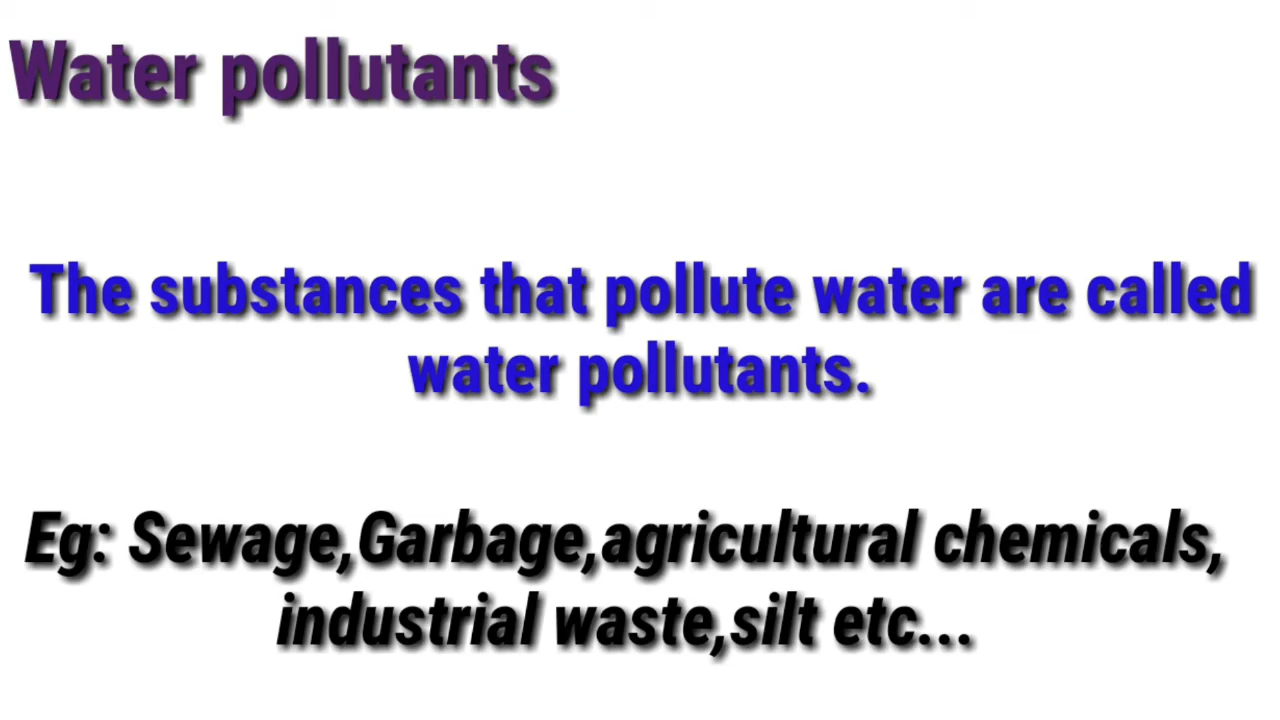 Water pollutants
The substances that pollute water are called
water pollutants.
Eg: Sewage,Garbage,agricultural chemicals,
industrial waste,silt etc...